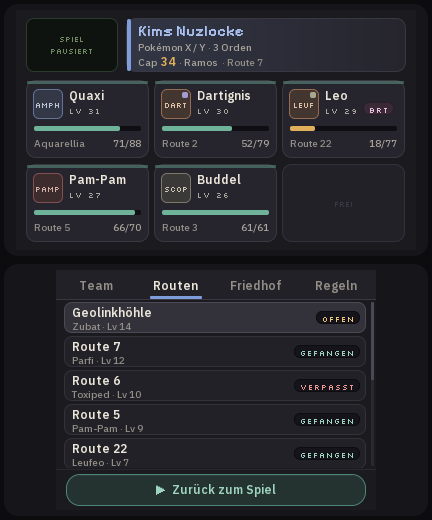 SPIEL
PAUSIERT
Kims Nuzlocke
Pokémon X / Y · 3 Orden
Cap 34 · Ramos · Route 7
AMPH
Quaxi
LV 31
Aquarellia 71/88
DART
Dartignis
LV 30
Route 2 52/79
LEUF
Leo
LV 29 BRT
Route 22 18/77
PAMP
Pam-Pam
LV 27
Route 5 66/70
SCOP
Buddel
LV 26
Route 3 61/61
FREI
Team Routen Friedhof Regeln
Geolinkhöhle
Zubat · Lv 14
OFFEN
Route 7
Parfi · Lv 12
GEFANGEN
Route 6
Toxiped · Lv 10
VERPASST
Route 5
Pam-Pam · Lv 9
GEFANGEN
Route 22
Leufeo · Lv 7
GEFANGEN
▶ Zurück zum Spiel